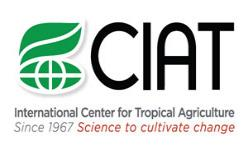 CIAT
International Center for Tropical Agriculture
Since 1967 Science to cultivate change